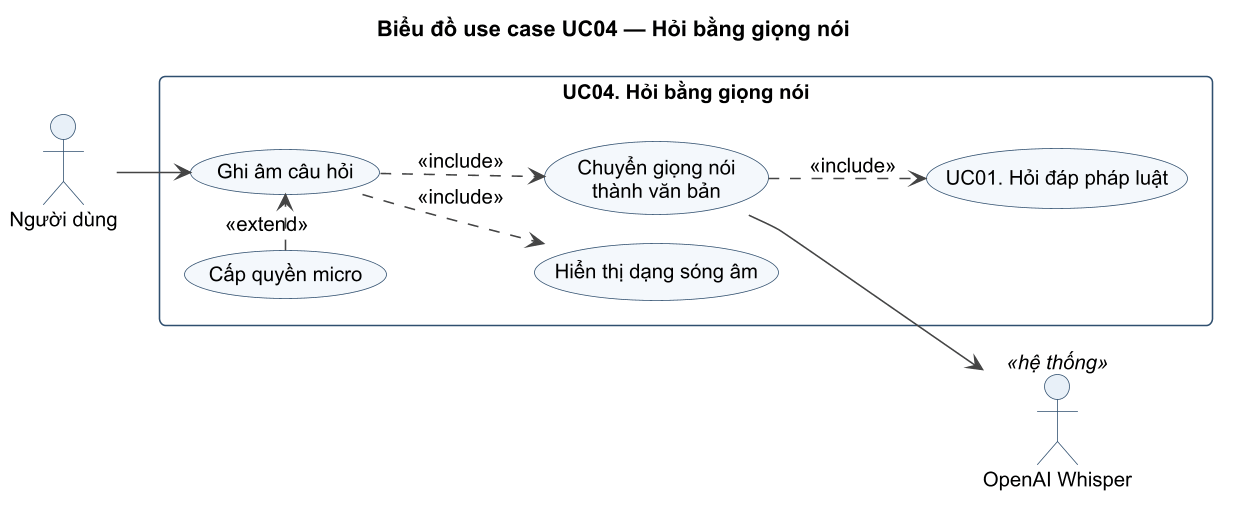 Biểu đồ use case UC04 — Hỏi bằng giọng nói
UC04. Hỏi bằng giọng nói
Người dùng
Ghi âm câu hỏi
«include»
Chuyển giọng nói
thành văn bản
«include»
UC01. Hỏi đáp pháp luật
«include»
«extend»
Cấp quyền micro
Hiển thị dạng sóng âm
«hệ thống»
OpenAI Whisper